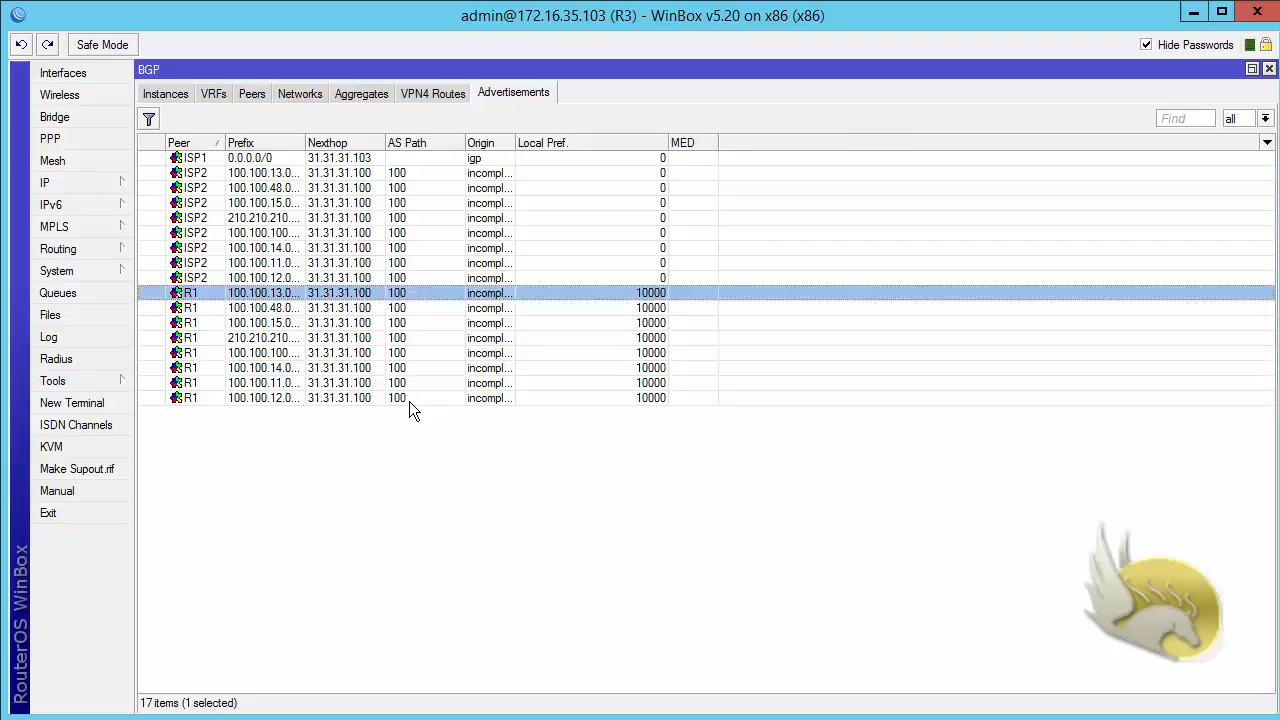 admin@172.16.35.103 (R3) - WinBox v5.20 on x86 (x86)
Safe Mode
Hide Passwords
Interfaces
Wireless
Bridge
PPP
Mesh
IP
IPv6
MPLS
Routing
System
Queues
Files
Log
Radius
Tools
New Terminal
ISDN Channels
KVM
Make Supout.rif
Manual
Exit
RouterOS WinBox
BGP
Instances VRFs Peers Networks Aggregates VPN4 Routes Advertisements
Find all
Peer Prefix Nexthop AS Path Origin Local Pref. MED
ISP1 0.0.0.0/0 31.31.31.103 igp 0
ISP2 100.100.13.0... 31.31.31.100 100 incompl... 0
ISP2 100.100.48.0... 31.31.31.100 100 incompl... 0
ISP2 100.100.15.0... 31.31.31.100 100 incompl... 0
ISP2 210.210.210.... 31.31.31.100 100 incompl... 0
ISP2 100.100.100.... 31.31.31.100 100 incompl... 0
ISP2 100.100.14.0... 31.31.31.100 100 incompl... 0
ISP2 100.100.11.0... 31.31.31.100 100 incompl... 0
ISP2 100.100.12.0... 31.31.31.100 100 incompl... 0
R1 100.100.13.0... 31.31.31.100 100 incompl... 10000
R1 100.100.48.0... 31.31.31.100 100 incompl... 10000
R1 100.100.15.0... 31.31.31.100 100 incompl... 10000
R1 210.210.210.... 31.31.31.100 100 incompl... 10000
R1 100.100.100.... 31.31.31.100 100 incompl... 10000
R1 100.100.14.0... 31.31.31.100 100 incompl... 10000
R1 100.100.11.0... 31.31.31.100 100 incompl... 10000
R1 100.100.12.0... 31.31.31.100 100 incompl... 10000
17 items (1 selected)